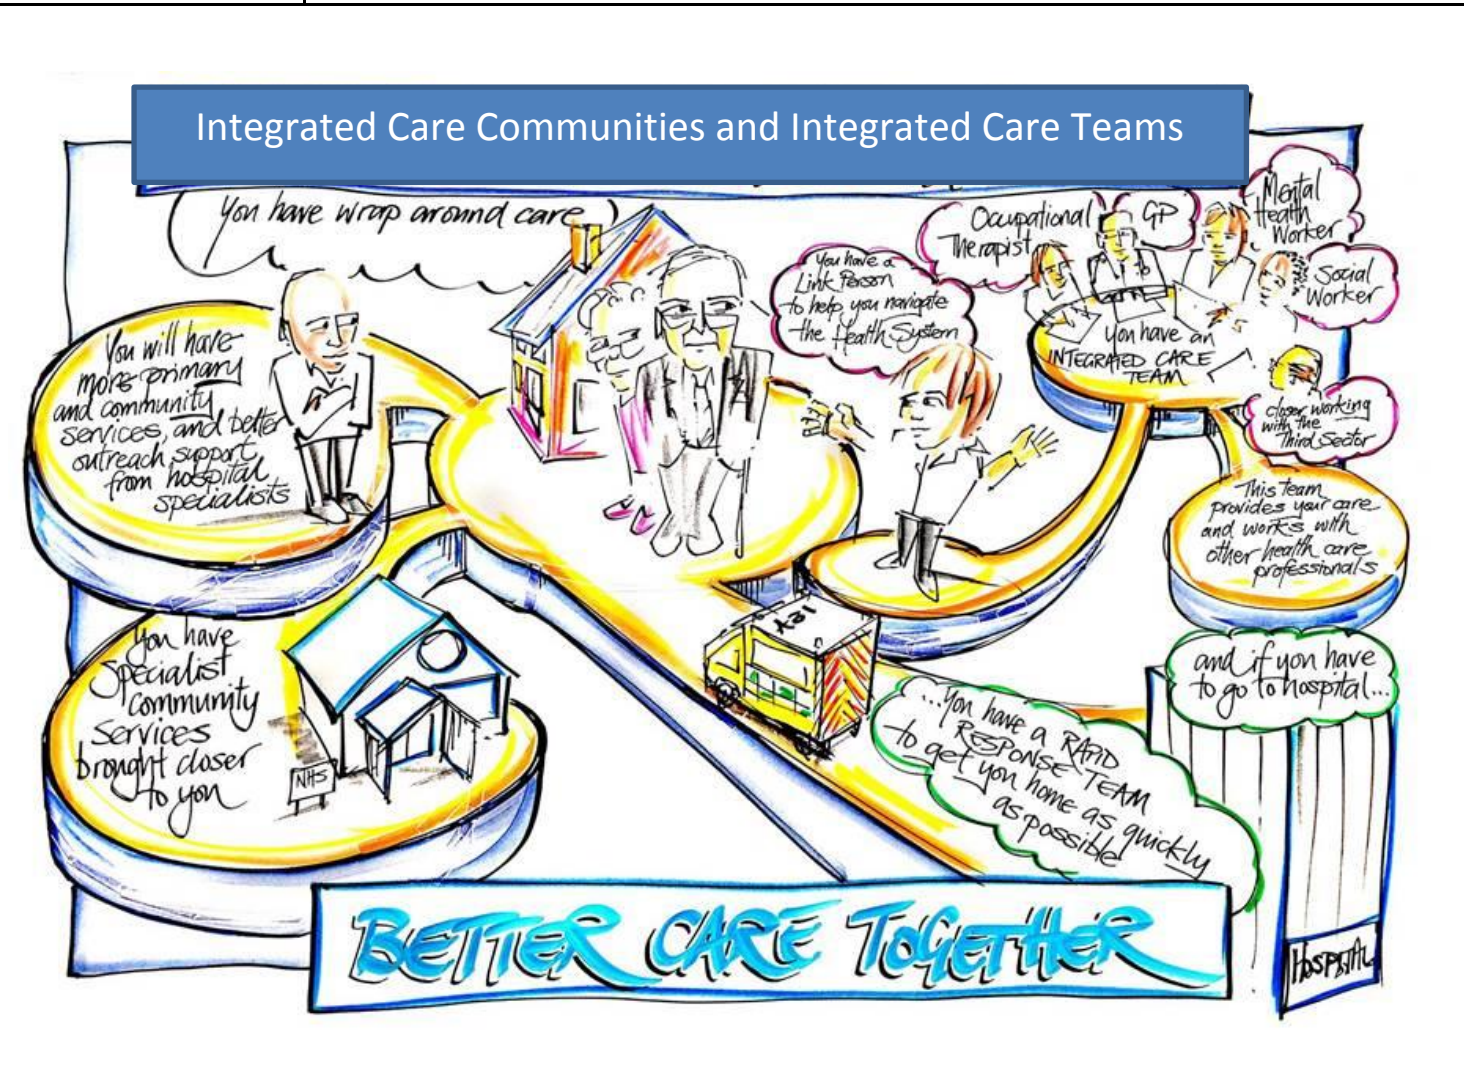 Integrated Care Communities and Integrated Care Teams
You have wrap around care
You will have
more primary
and community
services, and better
outreach support
from hospital
specialists
You have a
Link Person
to help you navigate
the Health System
Occupational
Therapist
GP
Mental
Health
Worker
Social
Worker
You have an
INTEGRATED CARE
TEAM
closer working
with the
Third Sector
This team
provides your care
and works with
other health care
professionals
You have
Specialist
community
Services
brought closer
to you
NHS
and if you have
to go to hospital...
...you have a RAPID
RESPONSE TEAM
to get you home as quickly
as possible
BETTER CARE TOGETHER
HOSPITAL